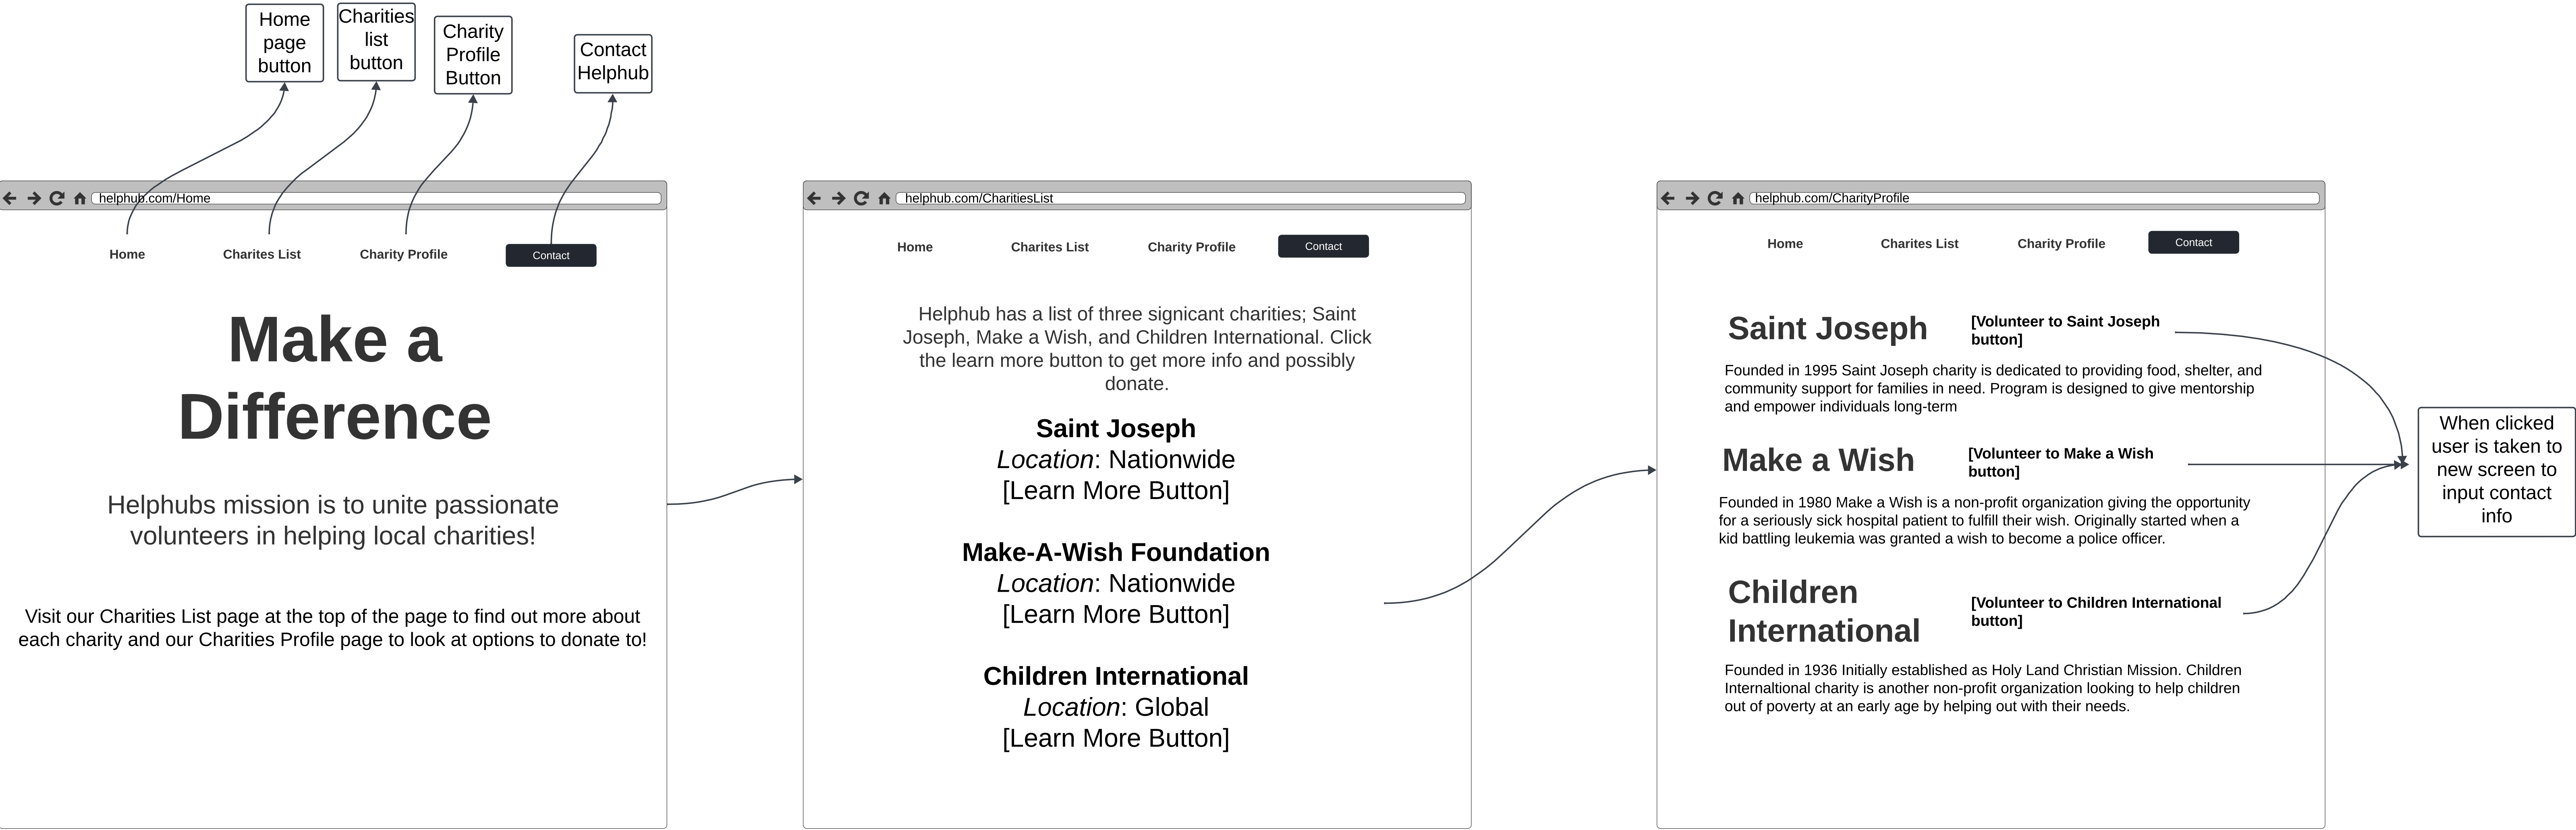 Home
page
button
Charities
list
button
Charity
Profile
Button
Contact
Helphub
helphub.com/Home
Home
Charites List
Charity Profile
Contact
Make a
Difference
Helphubs mission is to unite passionate
volunteers in helping local charities!
Visit our Charities List page at the top of the page to find out more about
each charity and our Charities Profile page to look at options to donate to!
helphub.com/CharitiesList
Home
Charites List
Charity Profile
Contact
Helphub has a list of three signicant charities; Saint
Joseph, Make a Wish, and Children International. Click
the learn more button to get more info and possibly
donate.
Saint Joseph
Location: Nationwide
[Learn More Button]
Make-A-Wish Foundation
Location: Nationwide
[Learn More Button]
Children International
Location: Global
[Learn More Button]
helphub.com/CharityProfile
Home
Charites List
Charity Profile
Contact
Saint Joseph
[Volunteer to Saint Joseph
button]
Founded in 1995 Saint Joseph charity is dedicated to providing food, shelter, and
community support for families in need. Program is designed to give mentorship
and empower individuals long-term
Make a Wish
[Volunteer to Make a Wish
button]
Founded in 1980 Make a Wish is a non-profit organization giving the opportunity
for a seriously sick hospital patient to fulfill their wish. Originally started when a
kid battling leukemia was granted a wish to become a police officer.
Children
International
[Volunteer to Children International
button]
Founded in 1936 Initially established as Holy Land Christian Mission. Children
Internaltional charity is another non-profit organization looking to help children
out of poverty at an early age by helping out with their needs.
When clicked
user is taken to
new screen to
input contact
info